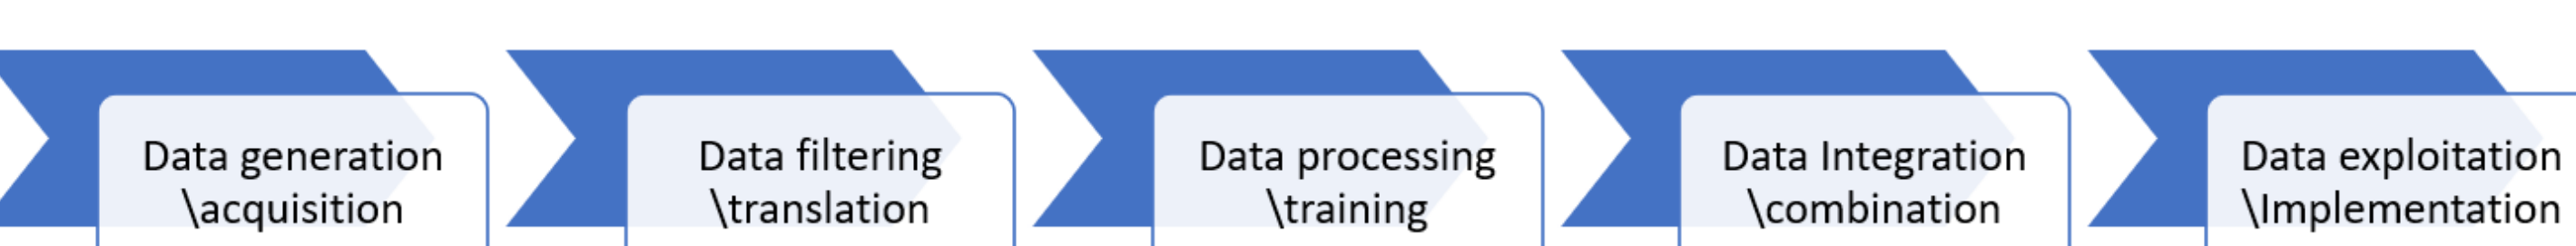 Data generation
\acquisition
Data filtering
\translation
Data processing
\training
Data Integration
\combination
Data exploitation
\Implementation